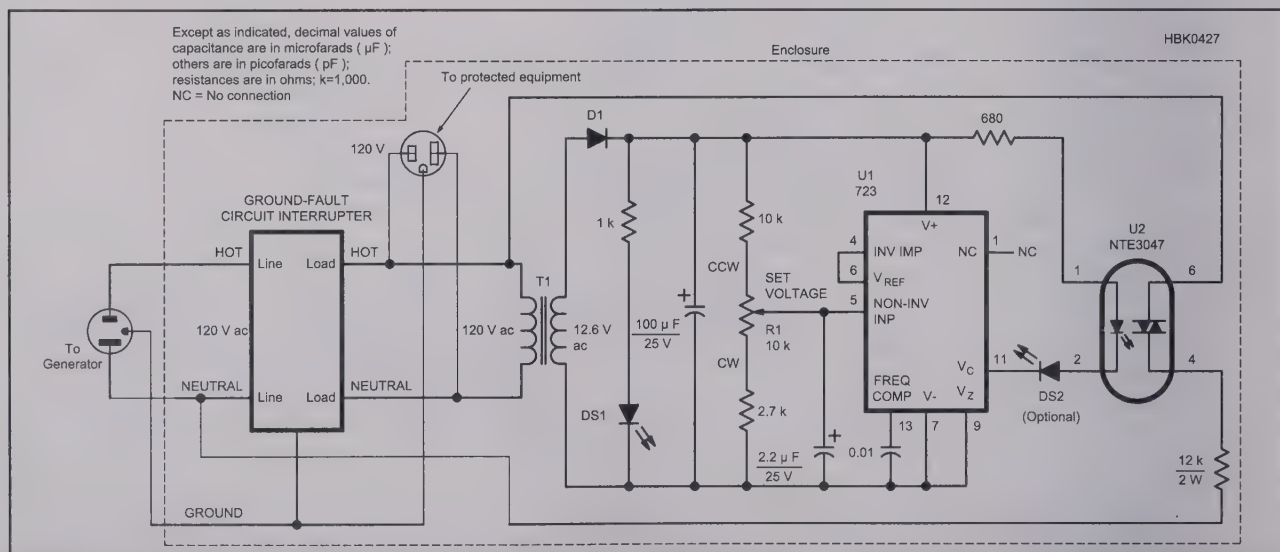 Except as indicated, decimal values of
capacitance are in microfarads ( µF );
others are in picofarads ( pF );
resistances are in ohms; k=1,000.
NC = No connection
Enclosure
HBK0427
To protected equipment
120 V
D1
680
U1
723
GROUND-FAULT
CIRCUIT INTERRUPTER
HOT
Line
Load
HOT
1 k
10 k
12
V+
4
INV IMP
NC
1
NC
6
VREF
U2
NTE3047
1
6
CCW
SET
VOLTAGE
5
NON-INV
INP
T1
120 V ac
120 V ac
12.6 V
ac
+
100 µF
25 V
R1
10 k
CW
To
Generator
NEUTRAL
Line
Load
NEUTRAL
VC
11
2
4
DS2
(Optional)
FREQ
COMP
V-
VZ
DS1
2.7 k
13
7
9
+
2.2 µF
25 V
0.01
12 k
2 W
GROUND